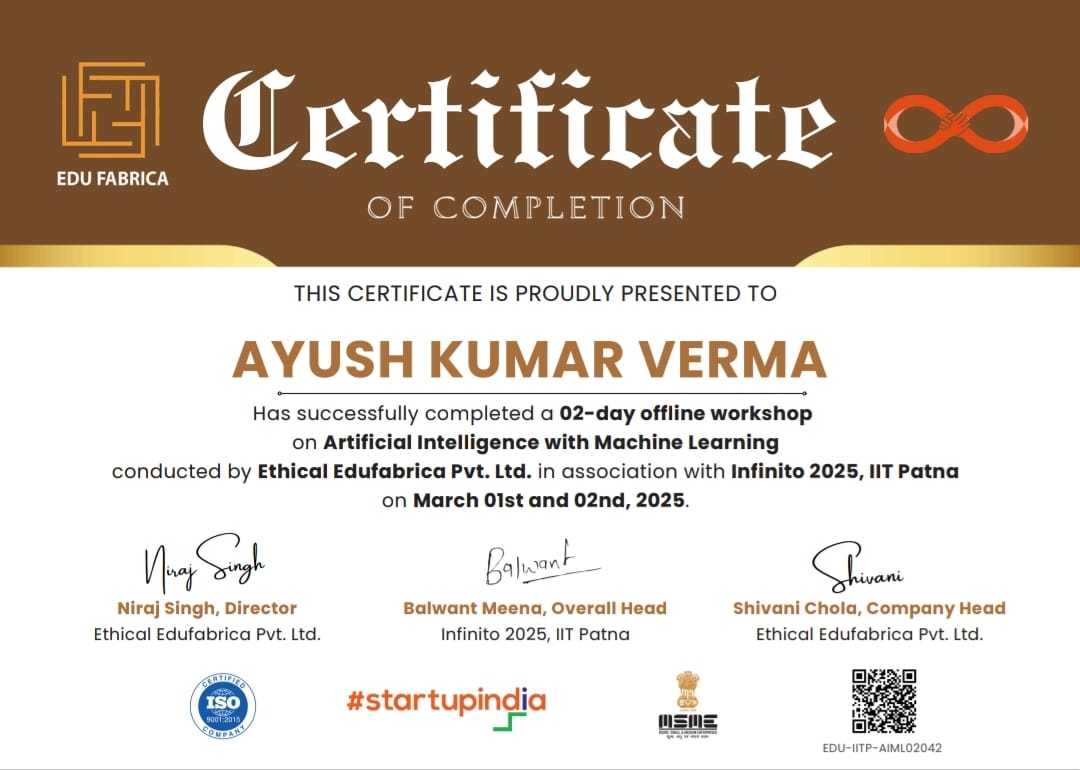 EDU FABRICA
Certificate
OF COMPLETION
THIS CERTIFICATE IS PROUDLY PRESENTED TO
AYUSH KUMAR VERMA
Has successfully completed a 02-day offline workshop
on Artificial Intelligence with Machine Learning
conducted by Ethical Edufabrica Pvt. Ltd. in association with Infinito 2025, IIT Patna
on March 01st and 02nd, 2025.
Niraj Singh
Balwant
Shivani
Niraj Singh, Director
Balwant Meena, Overall Head
Shivani Chola, Company Head
Ethical Edufabrica Pvt. Ltd.
Infinito 2025, IIT Patna
Ethical Edufabrica Pvt. Ltd.
CERTIFIED
ISO
9001:2015
COMPANY
#startupindia
MSME
MICRO, SMALL & MEDIUM ENTERPRISES
EDU-IITP-AIML02042